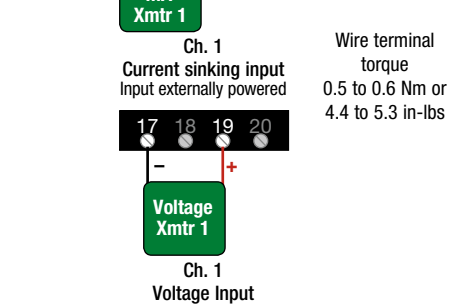 Xmtr 1
Ch. 1
Current sinking input
Input externally powered
Wire terminal
torque
0.5 to 0.6 Nm or
4.4 to 5.3 in-lbs
17 18 19 20
– +
Voltage
Xmtr 1
Ch. 1
Voltage Input